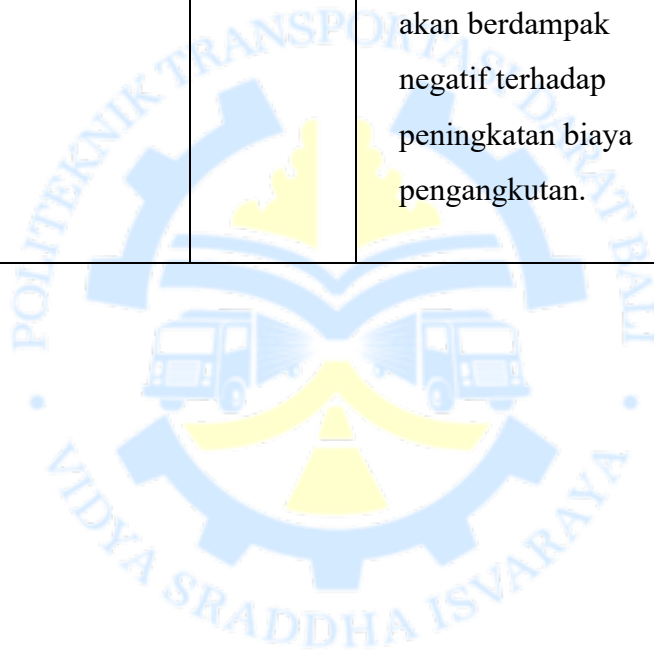 akan berdampak
negatif terhadap
peningkatan biaya
pengangkutan.
POLITEKNIK TRANSPORTASI DARAT BALI
VIDYA SRADDHA ISVARAYA